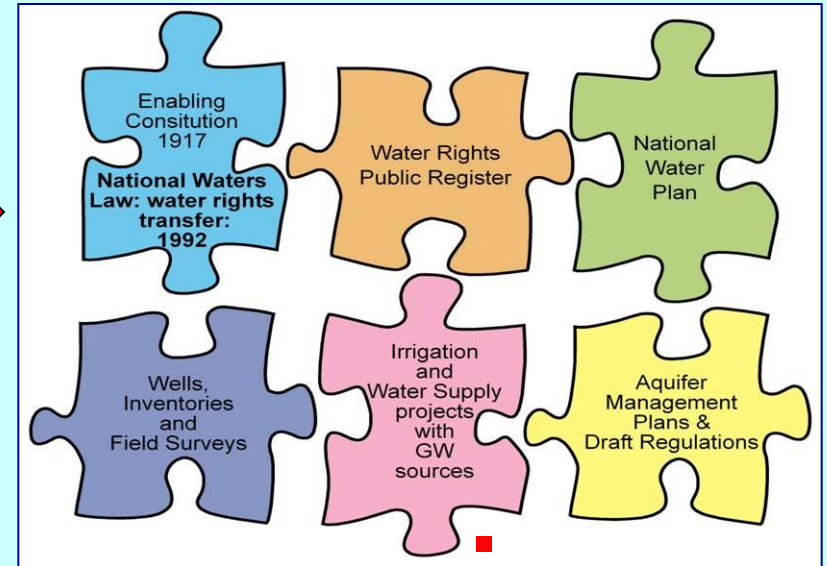 Enabling
Consitution
1917
National Waters
Law: water rights
transfer:
1992
Water Rights
Public Register
National
Water
Plan
Wells,
Inventories
and
Field Surveys
Irrigation
and
Water Supply
projects
with
GW
sources
Aquifer
Management
Plans &
Draft Regulations